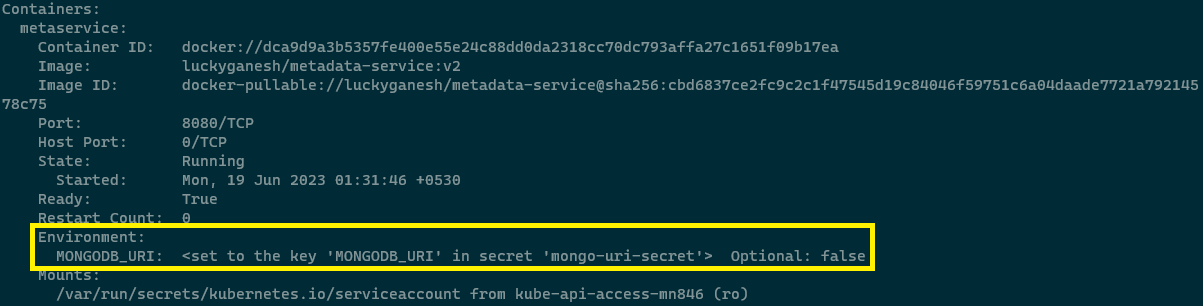 Containers:
  metaservice:
    Container ID:   docker://dca9d9a3b5357fe400e55e24c88dd0da2318cc70dc793affa27c1651f09b17ea
    Image:          luckyganesh/metadata-service:v2
    Image ID:       docker-pullable://luckyganesh/metadata-service@sha256:cbd6837ce2fc9c2c1f47545d19c84046f59751c6a04daade7721a792145
78c75
    Port:           8080/TCP
    Host Port:      0/TCP
    State:          Running
      Started:      Mon, 19 Jun 2023 01:31:46 +0530
    Ready:          True
    Restart Count:  0
    Environment:
      MONGODB_URI:  <set to the key 'MONGODB_URI' in secret 'mongo-uri-secret'>  Optional: false
    Mounts:
      /var/run/secrets/kubernetes.io/serviceaccount from kube-api-access-mn846 (ro)